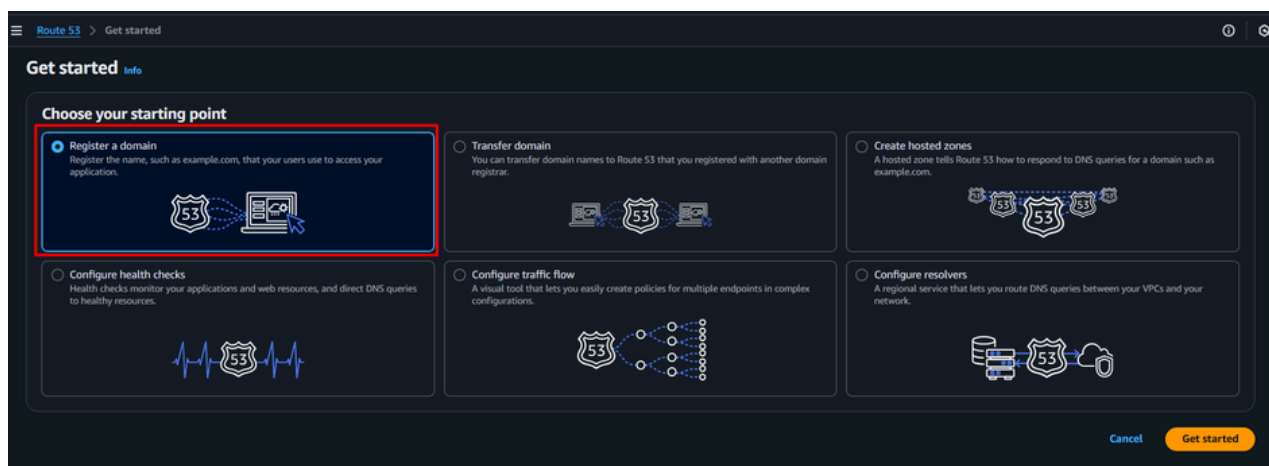 Route 53 > Get started
Get started Info
Choose your starting point
Register a domain
Register the name, such as example.com, that your users use to access your
application.
53
Transfer domain
You can transfer domain names to Route 53 that you registered with another domain
registrar.
53
Create hosted zones
A hosted zone tells Route 53 how to respond to DNS queries for a domain such as
example.com.
53 53 53 53 53
Configure health checks
Health checks monitor your applications and web resources, and direct DNS queries
to healthy resources.
53
Configure traffic flow
A visual tool that lets you easily create policies for multiple endpoints in complex
configurations.
53
Configure resolvers
A regional service that lets you route DNS queries between your VPCs and your
network.
53
Cancel Get started